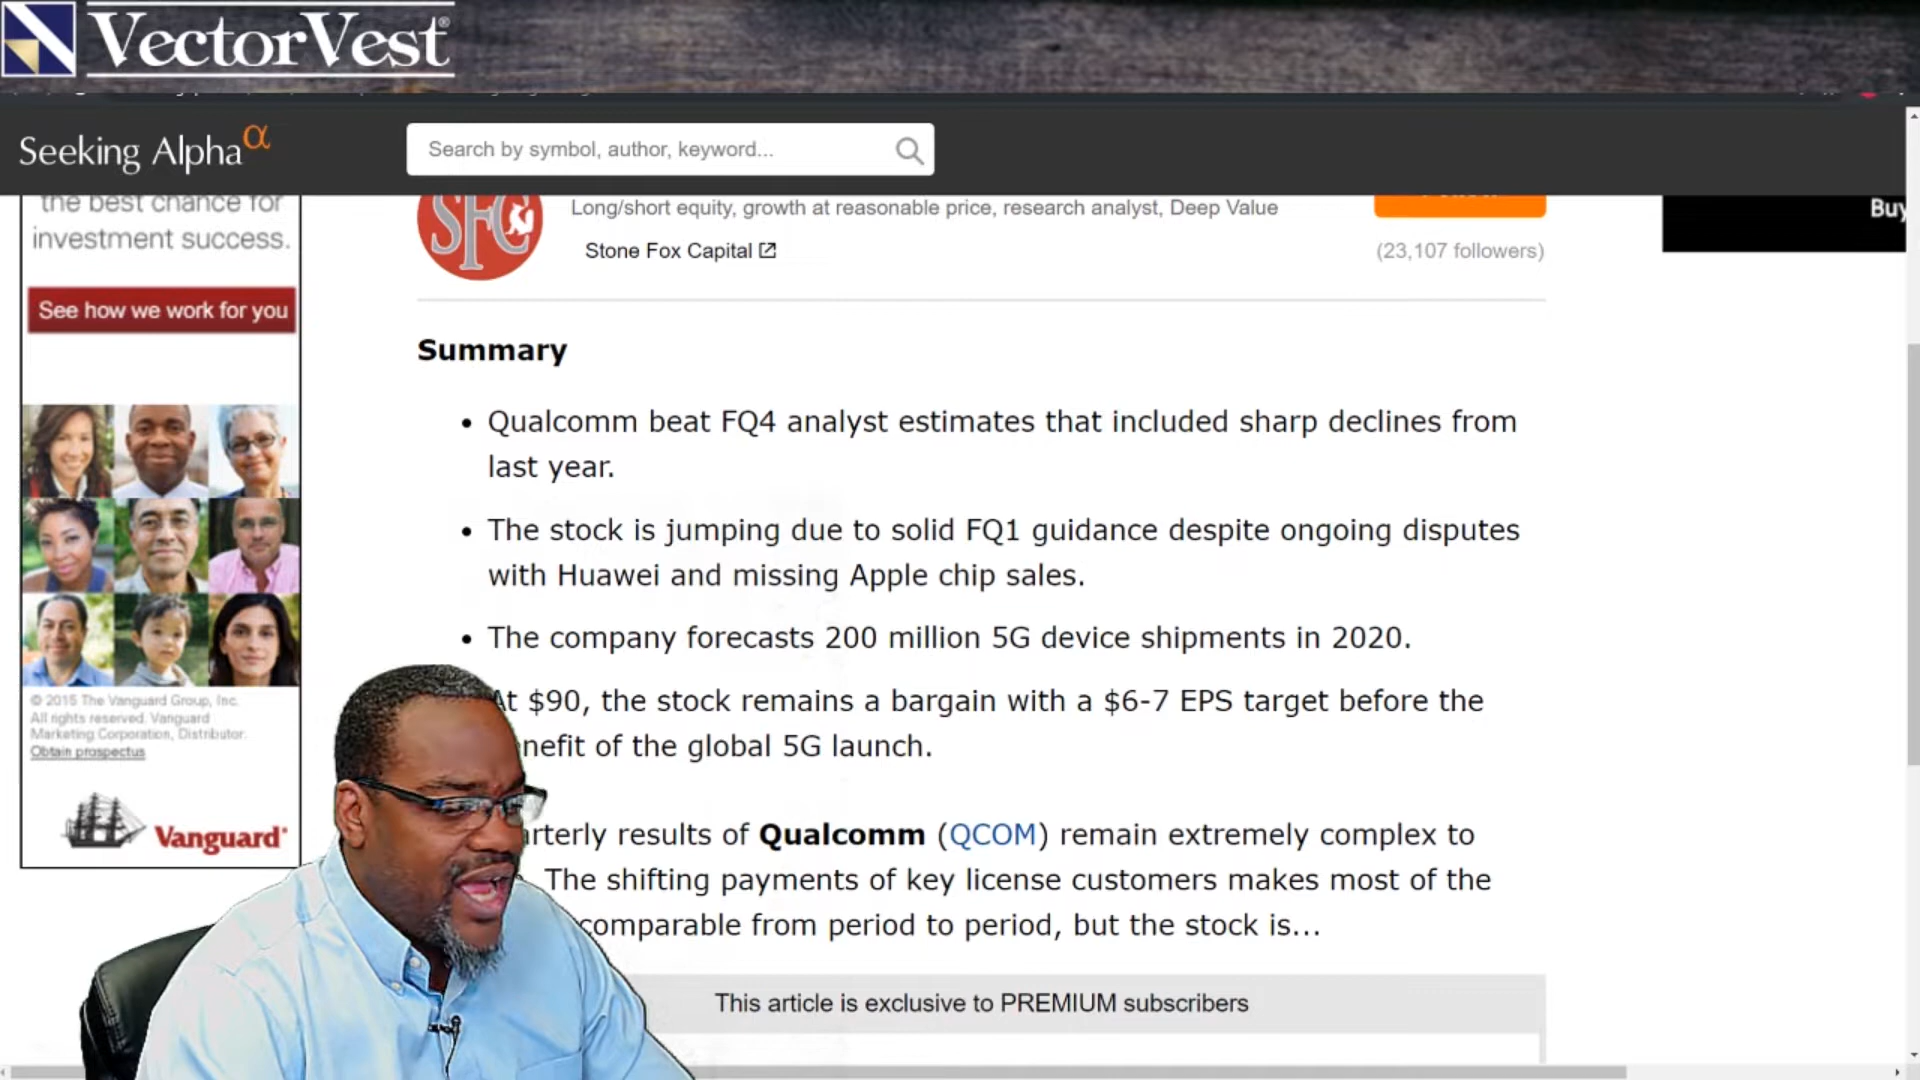 VectorVest®
Seeking Alpha α
Search by symbol, author, keyword...
the best chance for
investment success.
See how we work for you
© 2015 The Vanguard Group, Inc.
All rights reserved. Vanguard
Marketing Corporation, Distributor.
Obtain prospectus
Vanguard®
SFC
Long/short equity, growth at reasonable price, research analyst, Deep Value
Stone Fox Capital
(23,107 followers)
Buy
Summary
• Qualcomm beat FQ4 analyst estimates that included sharp declines from
last year.
• The stock is jumping due to solid FQ1 guidance despite ongoing disputes
with Huawei and missing Apple chip sales.
• The company forecasts 200 million 5G device shipments in 2020.
At $90, the stock remains a bargain with a $6-7 EPS target before the
nefit of the global 5G launch.
rterly results of Qualcomm (QCOM) remain extremely complex to
The shifting payments of key license customers makes most of the
comparable from period to period, but the stock is...
This article is exclusive to PREMIUM subscribers